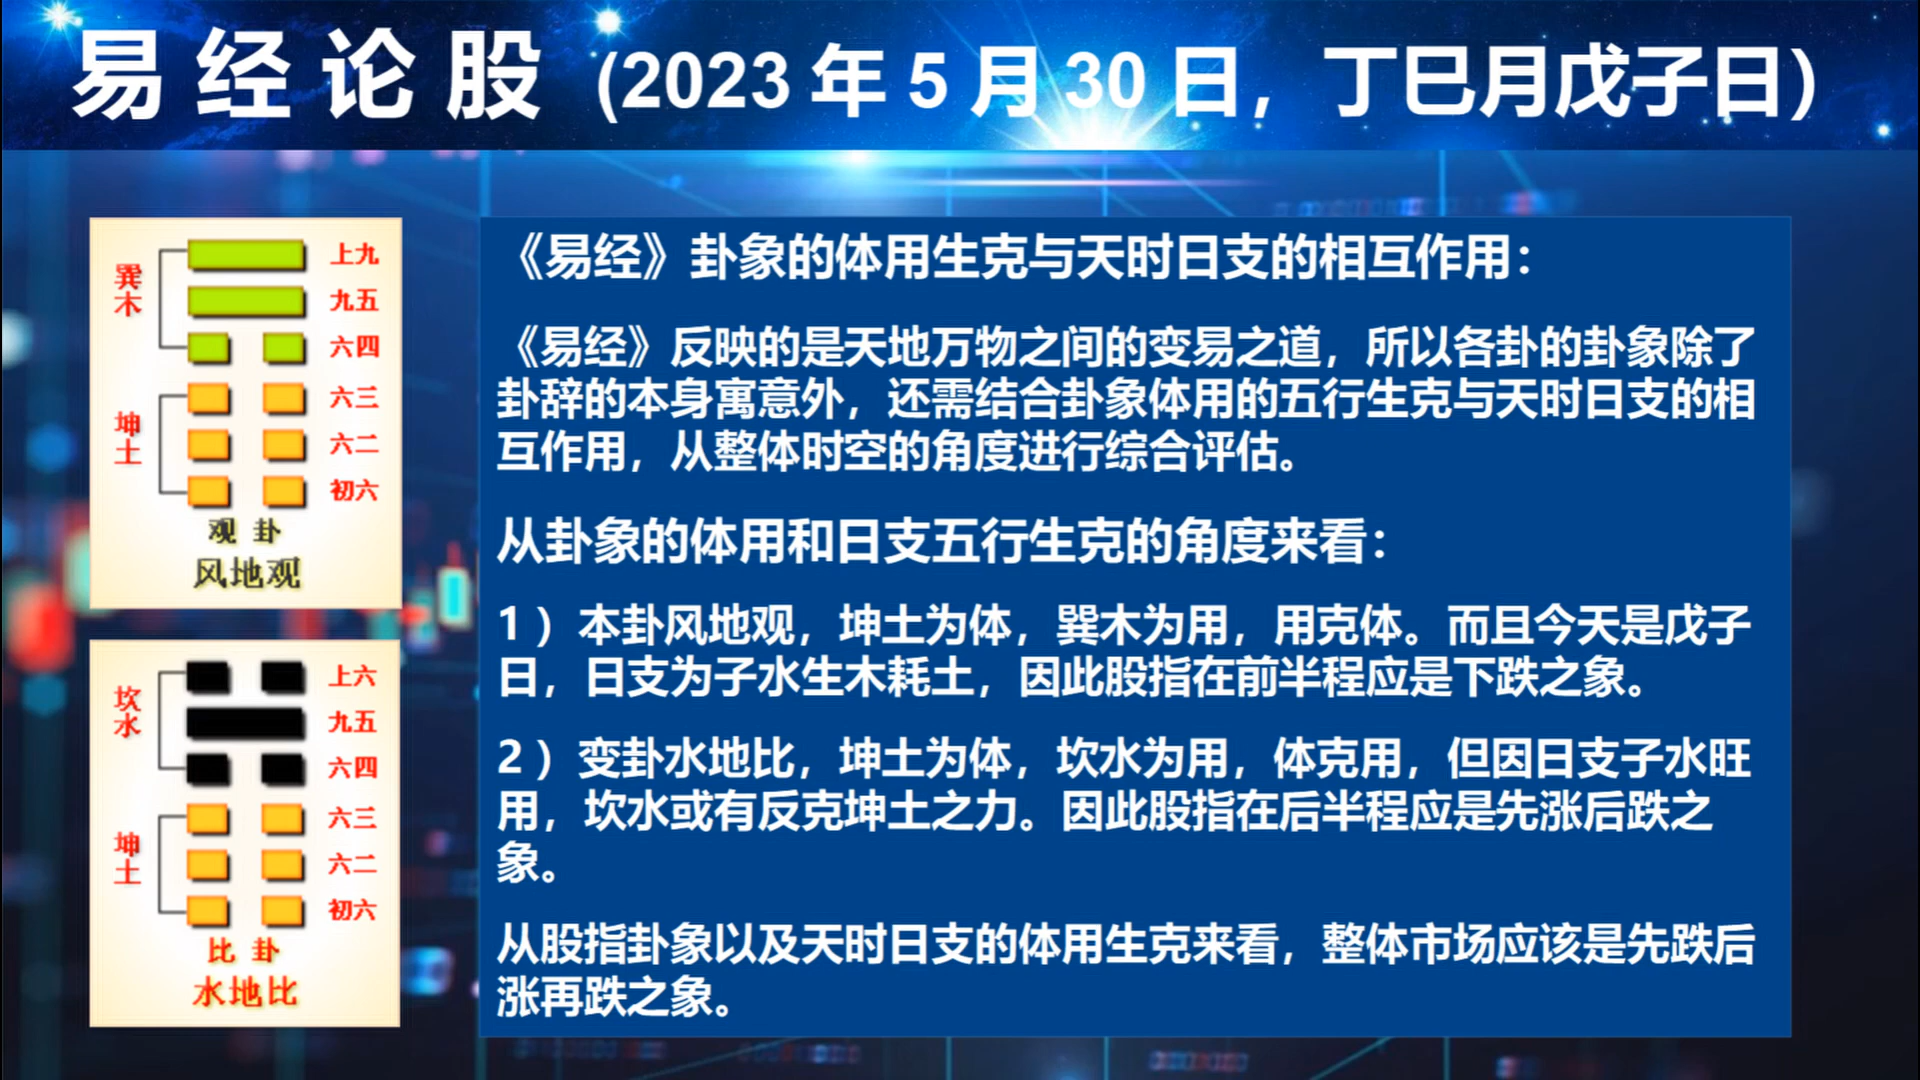 易经论股 (2023年5月30日，丁巳月戊子日)
巽木
上九
九五
六四
坤土
六三
六二
初六
观 卦
风地观
坎水
上六
九五
六四
坤土
六三
六二
初六
比 卦
水地比
《易经》卦象的体用生克与天时日支的相互作用：
《易经》反映的是天地万物之间的变易之道，所以各卦的卦象除了
卦辞的本身寓意外，还需结合卦象体用的五行生克与天时日支的相
互作用，从整体时空的角度进行综合评估。
从卦象的体用和日支五行生克的角度来看：
1）本卦风地观，坤土为体，巽木为用，用克体。而且今天是戊子
日，日支为子水生木耗土，因此股指在前半程应是下跌之象。
2）变卦水地比，坤土为体，坎水为用，体克用，但因日支子水旺
用，坎水或有反克坤土之力。因此股指在后半程应是先涨后跌之
象。
从股指卦象以及天时日支的体用生克来看，整体市场应该是先跌后
涨再跌之象。